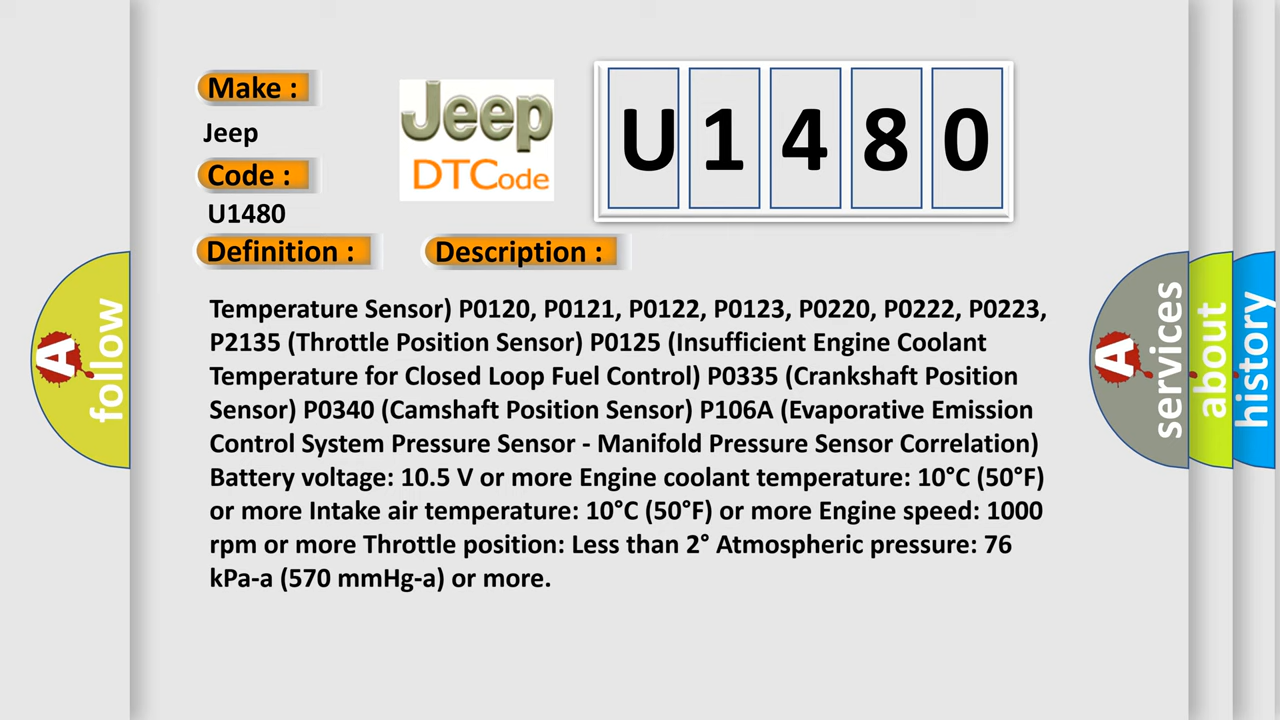 Make :
Jeep
Code :
U1480
Definition :
Description :
Jeep
DTCode
U1480
Temperature Sensor) P0120, P0121, P0122, P0123, P0220, P0222, P0223,
P2135 (Throttle Position Sensor) P0125 (Insufficient Engine Coolant
Temperature for Closed Loop Fuel Control) P0335 (Crankshaft Position
Sensor) P0340 (Camshaft Position Sensor) P106A (Evaporative Emission
Control System Pressure Sensor - Manifold Pressure Sensor Correlation)
Battery voltage: 10.5 V or more Engine coolant temperature: 10°C (50°F)
or more Intake air temperature: 10°C (50°F) or more Engine speed: 1000
rpm or more Throttle position: Less than 2° Atmospheric pressure: 76
kPa-a (570 mmHg-a) or more.
A
follow
A
services
about
history